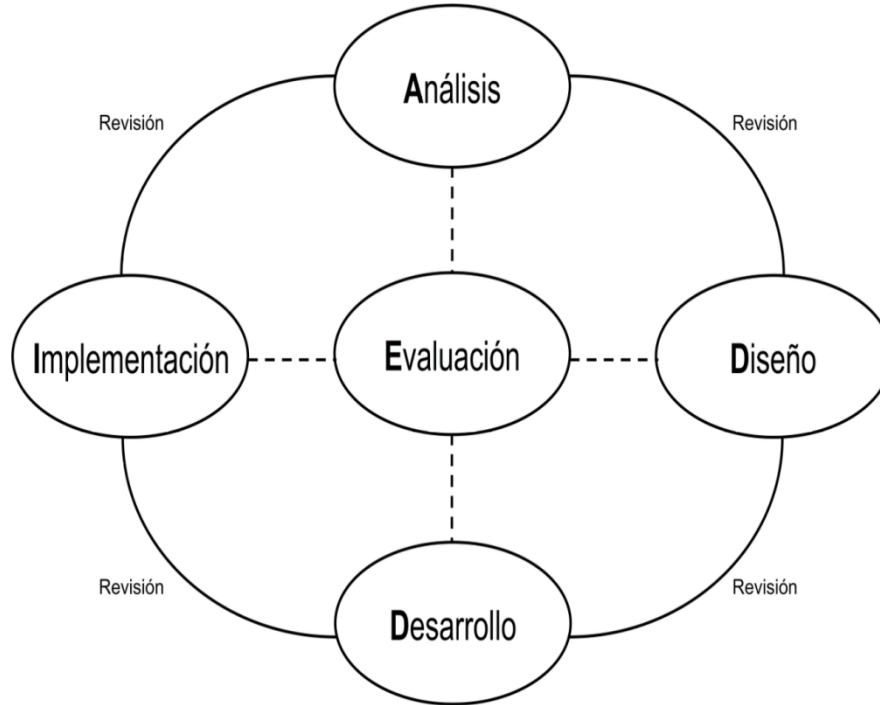 Análisis
Revisión
Revisión
Implementación
Evaluación
Diseño
Revisión
Revisión
Desarrollo